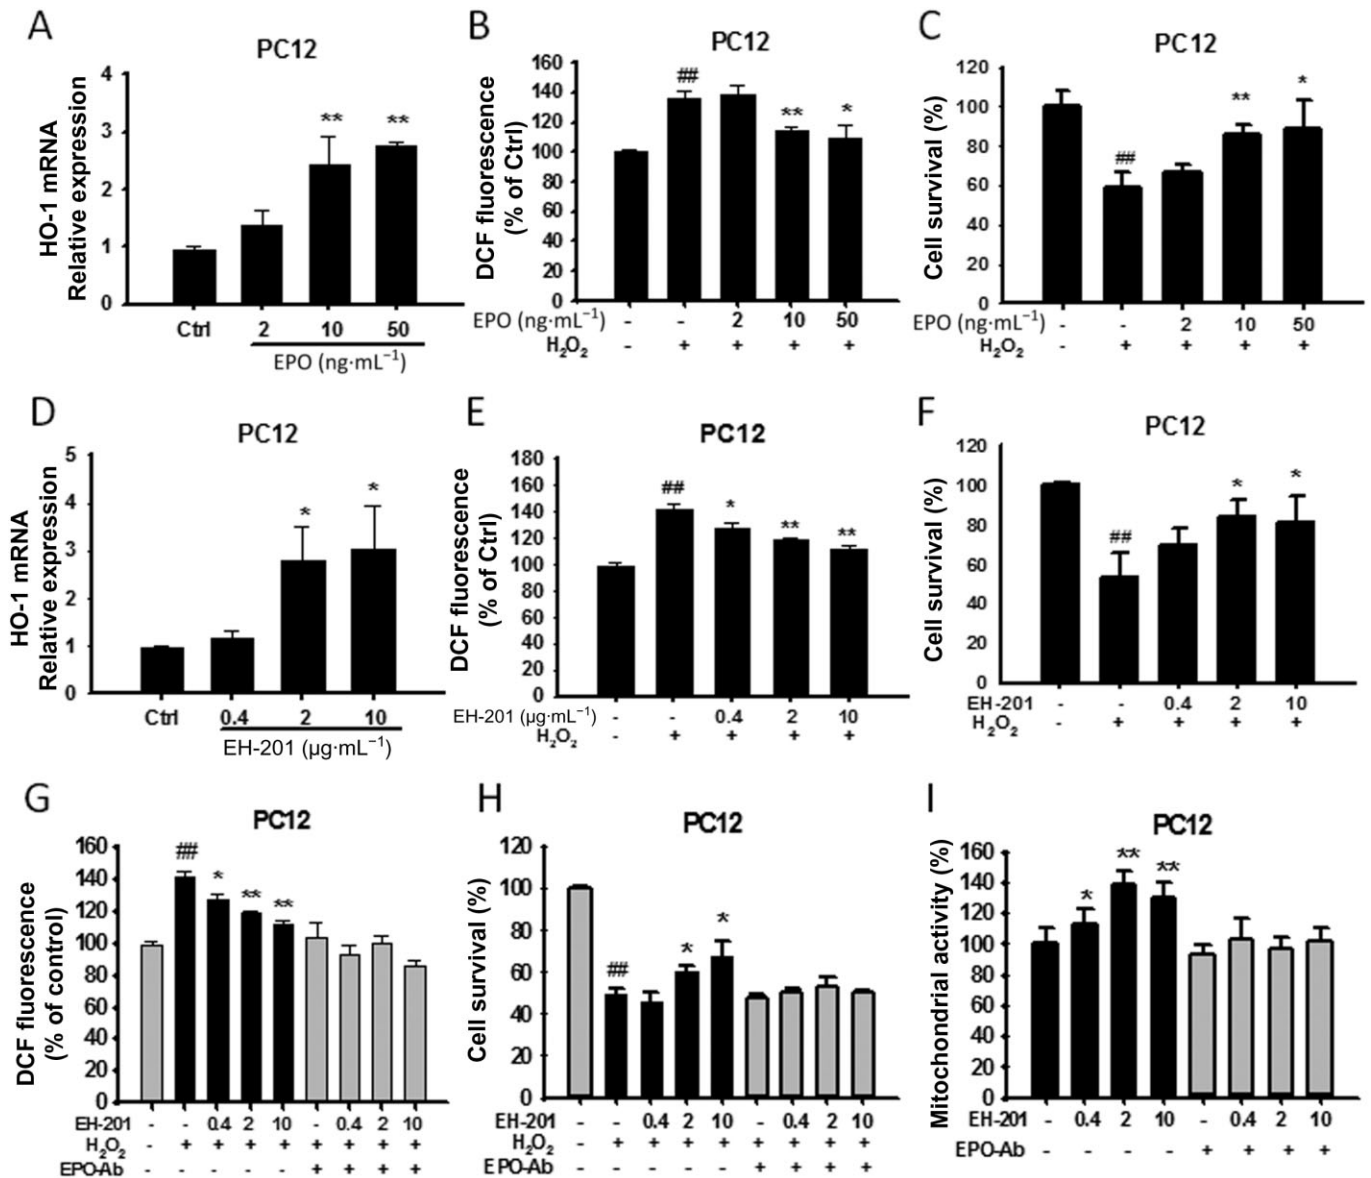 A
PC12
HO-1 mRNA
Relative expression
4
3
2
1
0
** **
Ctrl 2 10 50
EPO (ng·mL⁻¹)
B
PC12
DCF fluorescence
(% of Ctrl)
160
140
120
100
80
60
40
20
0
## ** *
EPO (ng·mL⁻¹) - - 2 10 50
H₂O₂ - + + + +
C
PC12
Cell survival (%)
120
100
80
60
40
20
0
## ** *
EPO (ng·mL⁻¹) - - 2 10 50
H₂O₂ - + + + +
D
PC12
HO-1 mRNA
Relative expression
5
4
3
2
1
0
* *
Ctrl 0.4 2 10
EH-201 (µg·mL⁻¹)
E
PC12
DCF fluorescence
(% of Ctrl)
180
160
140
120
100
80
60
40
20
0
## * ** **
EH-201 (µg·mL⁻¹) - - 0.4 2 10
H₂O₂ - + + + +
F
PC12
Cell survival (%)
120
100
80
60
40
20
0
## * *
EH-201 - - 0.4 2 10
H₂O₂ - + + + +
G
PC12
DCF fluorescence
(% of control)
160
140
120
100
80
60
40
20
0
## * ** **
EH-201 - - 0.4 2 10 - 0.4 2 10
H₂O₂ - + + + + + + + +
EPO-Ab - - - - - + + + +
H
PC12
Cell survival (%)
120
100
80
60
40
20
0
## * *
EH-201 - - 0.4 2 10 - 0.4 2 10
H₂O₂ - + + + + + + + +
EPO-Ab - - - - - + + + +
I
PC12
Mitochondrial activity (%)
160
140
120
100
80
60
40
20
0
* ** **
EH-201 - 0.4 2 10 - 0.4 2 10
EPO-Ab - - - - + + + +